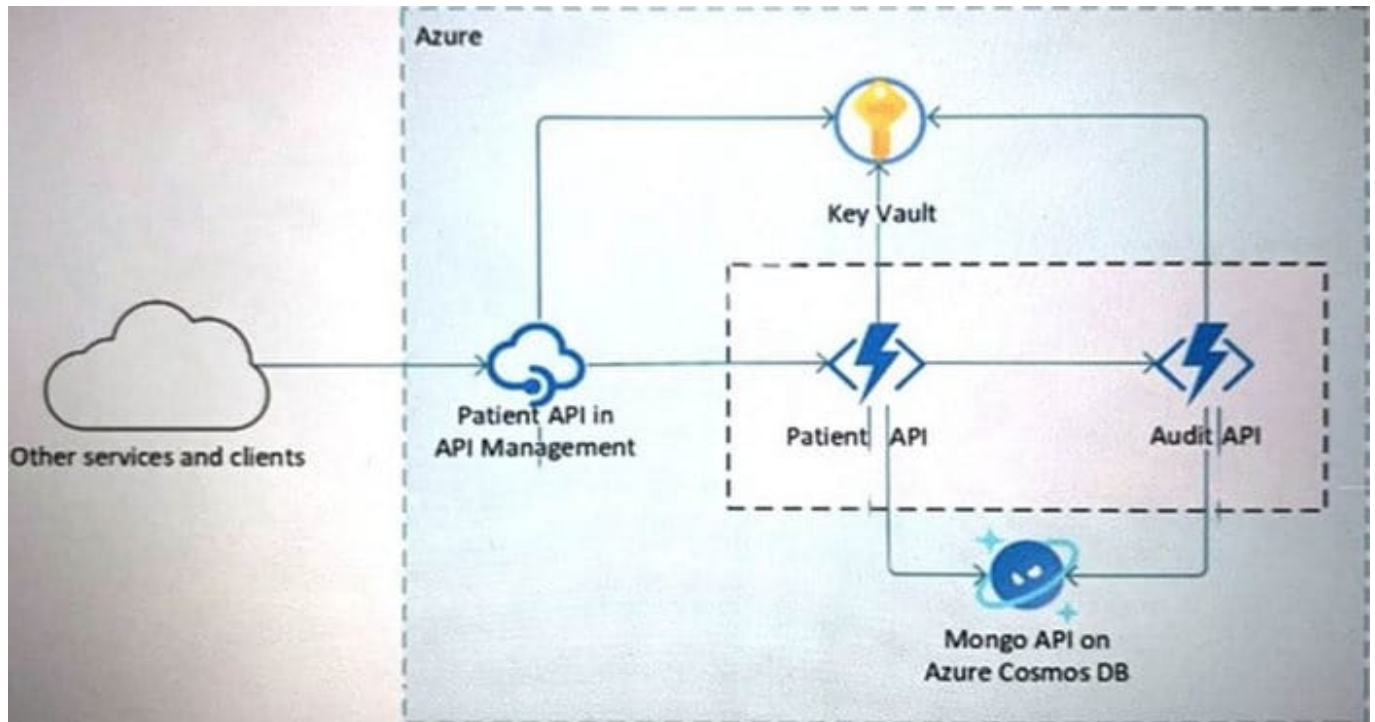 Azure
Key Vault
Other services and clients
Patient API in
API Management
Patient API
Audit API
Mongo API on
Azure Cosmos DB